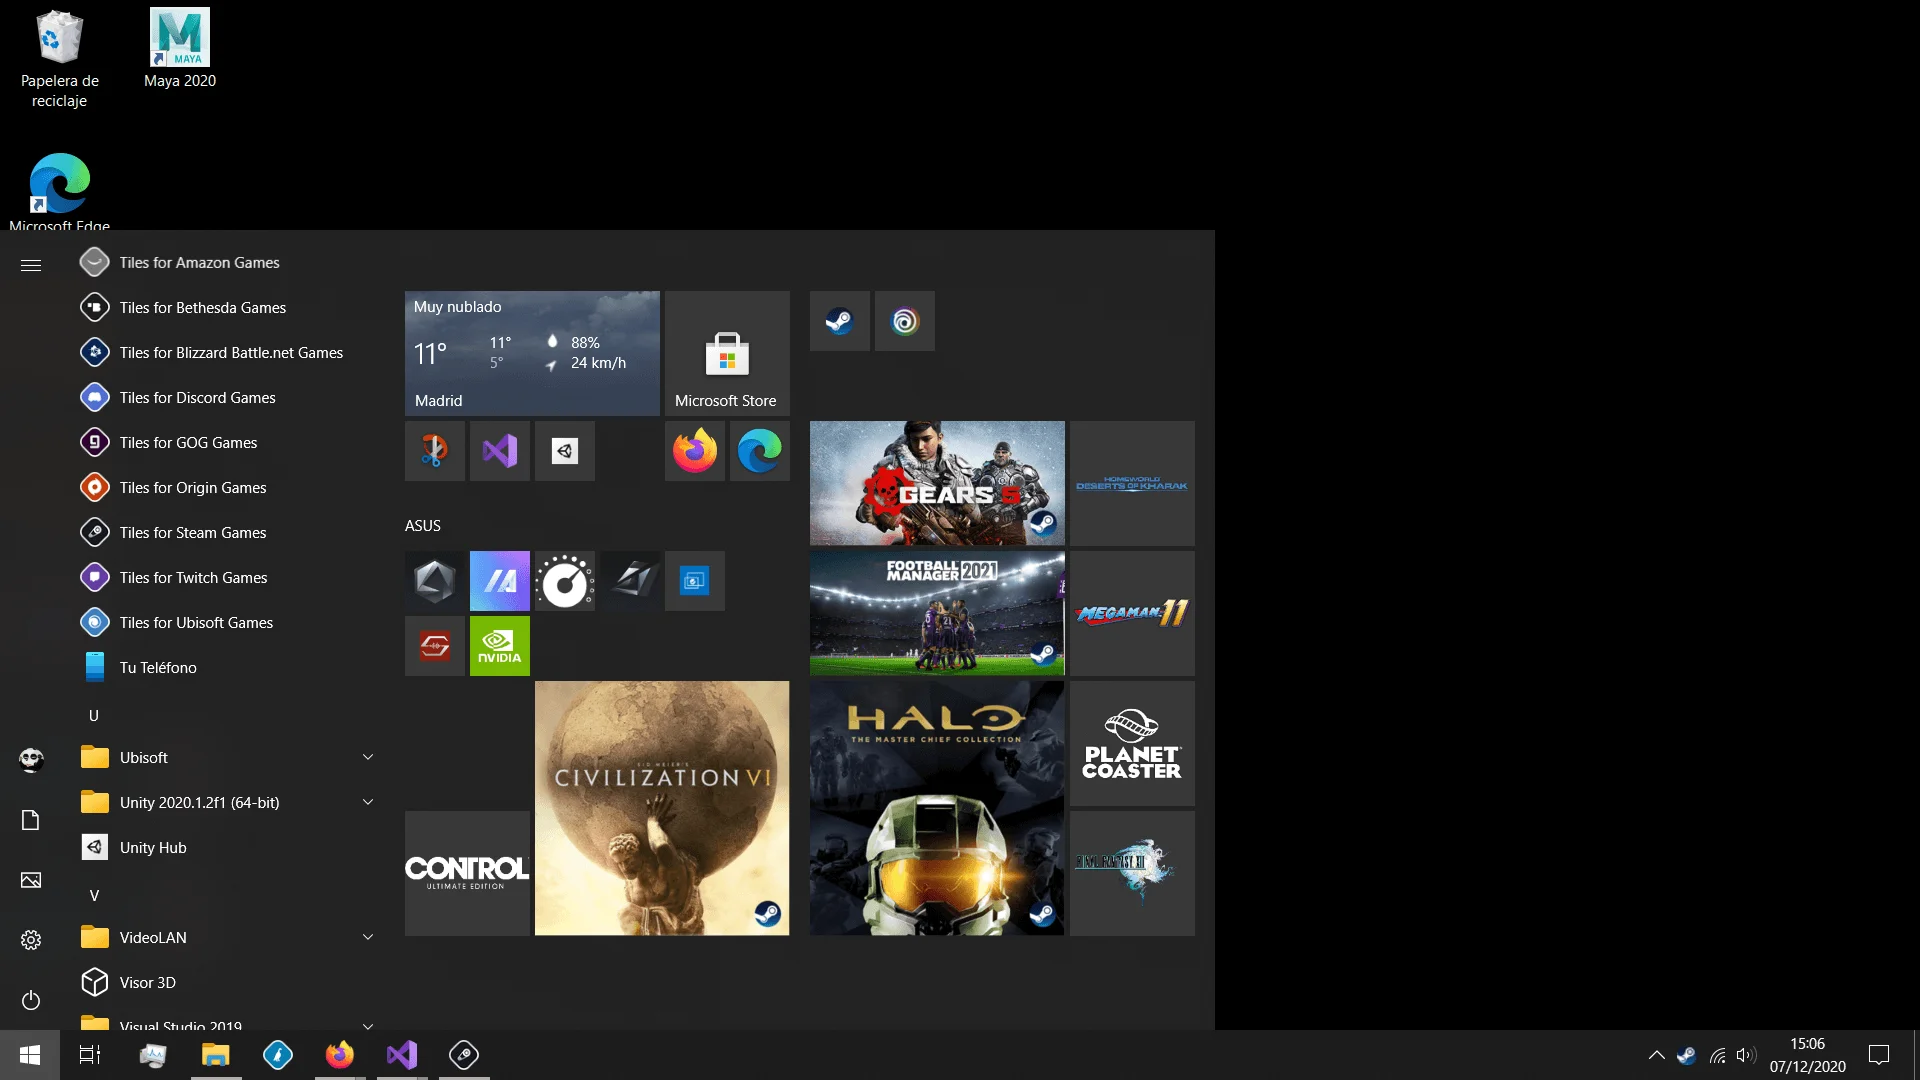 Papelera de
reciclaje
MAYA
Maya 2020
Microsoft Edge
Tiles for Amazon Games
Tiles for Bethesda Games
Tiles for Blizzard Battle.net Games
Tiles for Discord Games
Tiles for GOG Games
Tiles for Origin Games
Tiles for Steam Games
Tiles for Twitch Games
Tiles for Ubisoft Games
Tu Teléfono
U
Ubisoft
Unity 2020.1.2f1 (64-bit)
Unity Hub
V
VideoLAN
Visor 3D
Visual Studio 2019
Muy nublado
11°
11°
5°
88%
24 km/h
Madrid
Microsoft Store
ASUS
NVIDIA
CONTROL
ULTIMATE EDITION
SID MEIER'S
CIVILIZATION VI
GEARS 5
HOMEWORLD
DESERTS OF KHARAK
FOOTBALL
MANAGER 2021
MEGAMAN 11
HALO
THE MASTER CHIEF COLLECTION
PLANET
COASTER
FINAL FANTASY XIII
15:06
07/12/2020